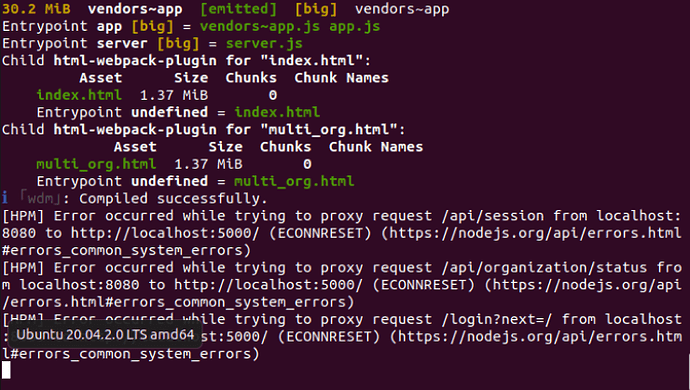 30.2 MiB  vendors~app  [emitted]  [big]  vendors~app
Entrypoint app [big] = vendors~app.js app.js
Entrypoint server [big] = server.js
Child html-webpack-plugin for "index.html":
Asset  Size  Chunks  Chunk Names
index.html  1.37 MiB  0
Entrypoint undefined = index.html
Child html-webpack-plugin for "multi_org.html":
Asset  Size  Chunks  Chunk Names
multi_org.html  1.37 MiB  0
Entrypoint undefined = multi_org.html
ℹ ｢wdm｣: Compiled successfully.
[HPM] Error occurred while trying to proxy request /api/session from localhost:
8080 to http://localhost:5000/ (ECONNRESET) (https://nodejs.org/api/errors.html
#errors_common_system_errors)
[HPM] Error occurred while trying to proxy request /api/organization/status fro
m localhost:8080 to http://localhost:5000/ (ECONNRESET) (https://nodejs.org/api
/errors.html#errors_common_system_errors)
[HPM] Error occurred while trying to proxy request /login?next=/ from localhost
: Ubuntu 20.04.2.0 LTS amd64 st:5000/ (ECONNRESET) (https://nodejs.org/api/errors.htm
l#errors_common_system_errors)